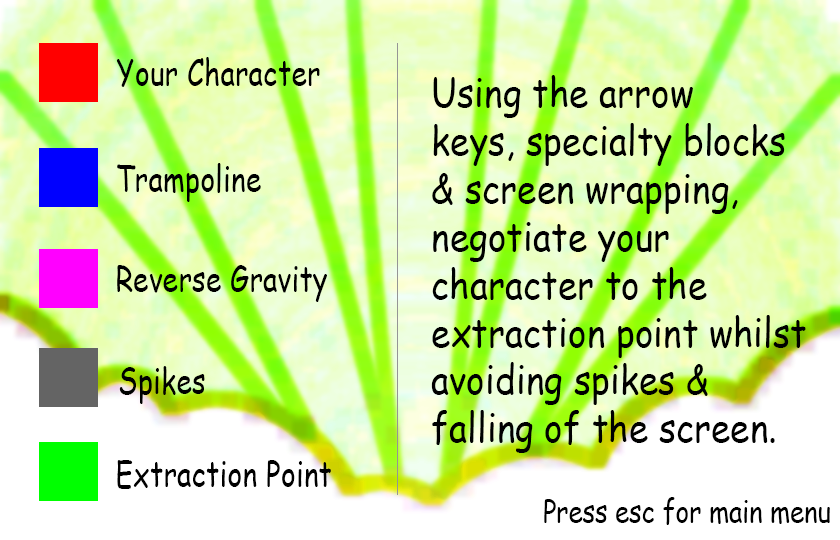 Your Character
Trampoline
Reverse Gravity
Spikes
Extraction Point
Using the arrow
keys, specialty blocks
& screen wrapping,
negotiate your
character to the
extraction point whilst
avoiding spikes &
falling of the screen.
Press esc for main menu